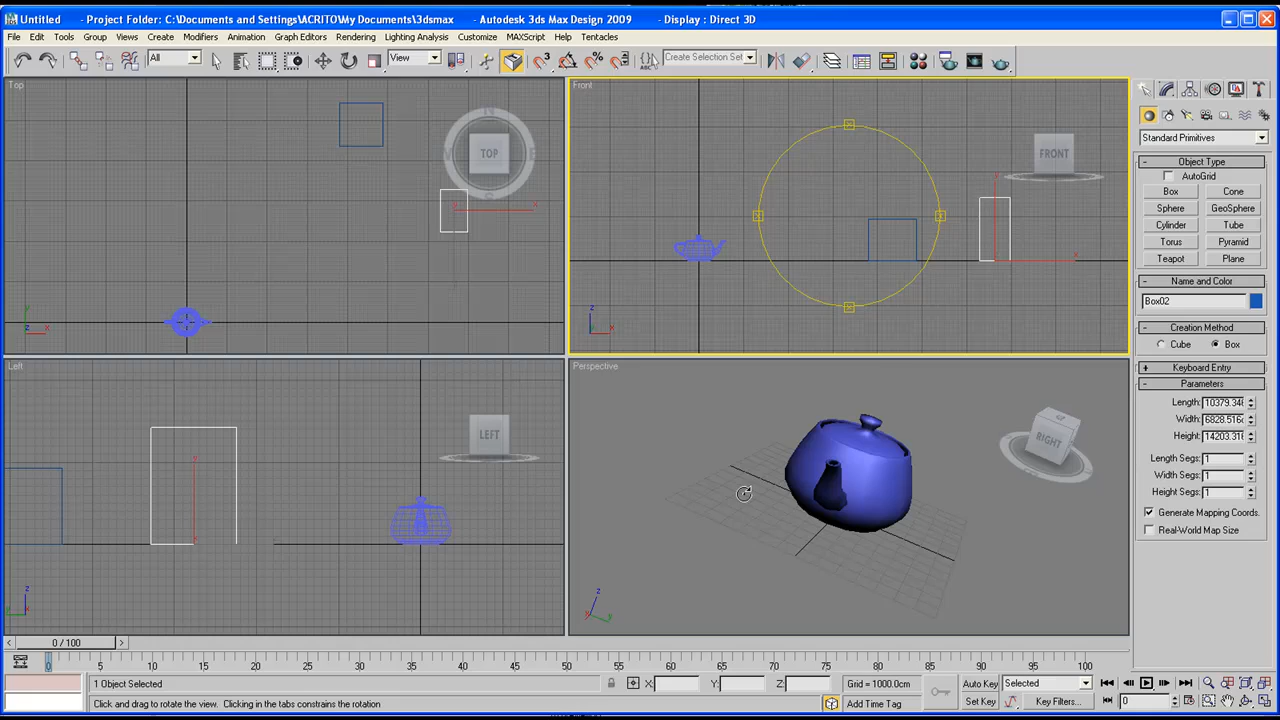 Untitled - Project Folder: C:\Documents and Settings\ACRITO\My Documents\3dsmax - Autodesk 3ds Max Design 2009 - Display : Direct 3D
File Edit Tools Group Views Create Modifiers Animation Graph Editors Rendering Lighting Analysis Customize MAXScript Help Tentacles
All View Create Selection Set
Top
TOP
Front
FRONT
Standard Primitives
Object Type
AutoGrid
Box Cone
Sphere GeoSphere
Cylinder Tube
Torus Pyramid
Teapot Plane
Name and Color
Box02
Creation Method
Cube Box
Keyboard Entry
Parameters
Length: 10379.34
Width: 6828.516
Height: 14203.316
Length Segs: 1
Width Segs: 1
Height Segs: 1
Generate Mapping Coords.
Real-World Map Size
Left
LEFT
Perspective
RIGHT
0 / 100
0 5 10 15 20 25 30 35 40 45 50 55 60 65 70 75 80 85 90 95 100
1 Object Selected X: Y: Z: Grid = 1000.0cm Auto Key Selected
Click and drag to rotate the view. Clicking in the tabs constrains the rotation Add Time Tag Set Key Key Filters... 0